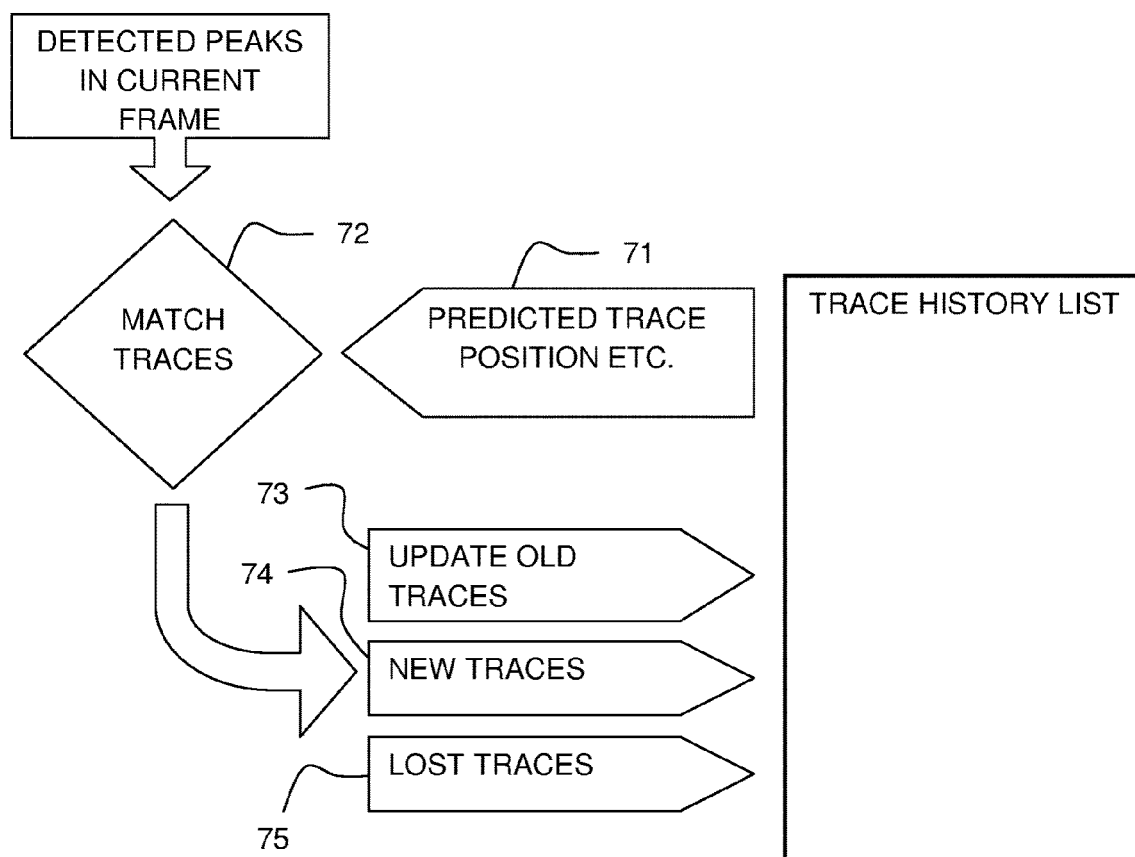 DETECTED PEAKS
IN CURRENT
FRAME
72
71
MATCH
TRACES
PREDICTED TRACE
POSITION ETC.
TRACE HISTORY LIST
73
UPDATE OLD
TRACES
74
NEW TRACES
LOST TRACES
75